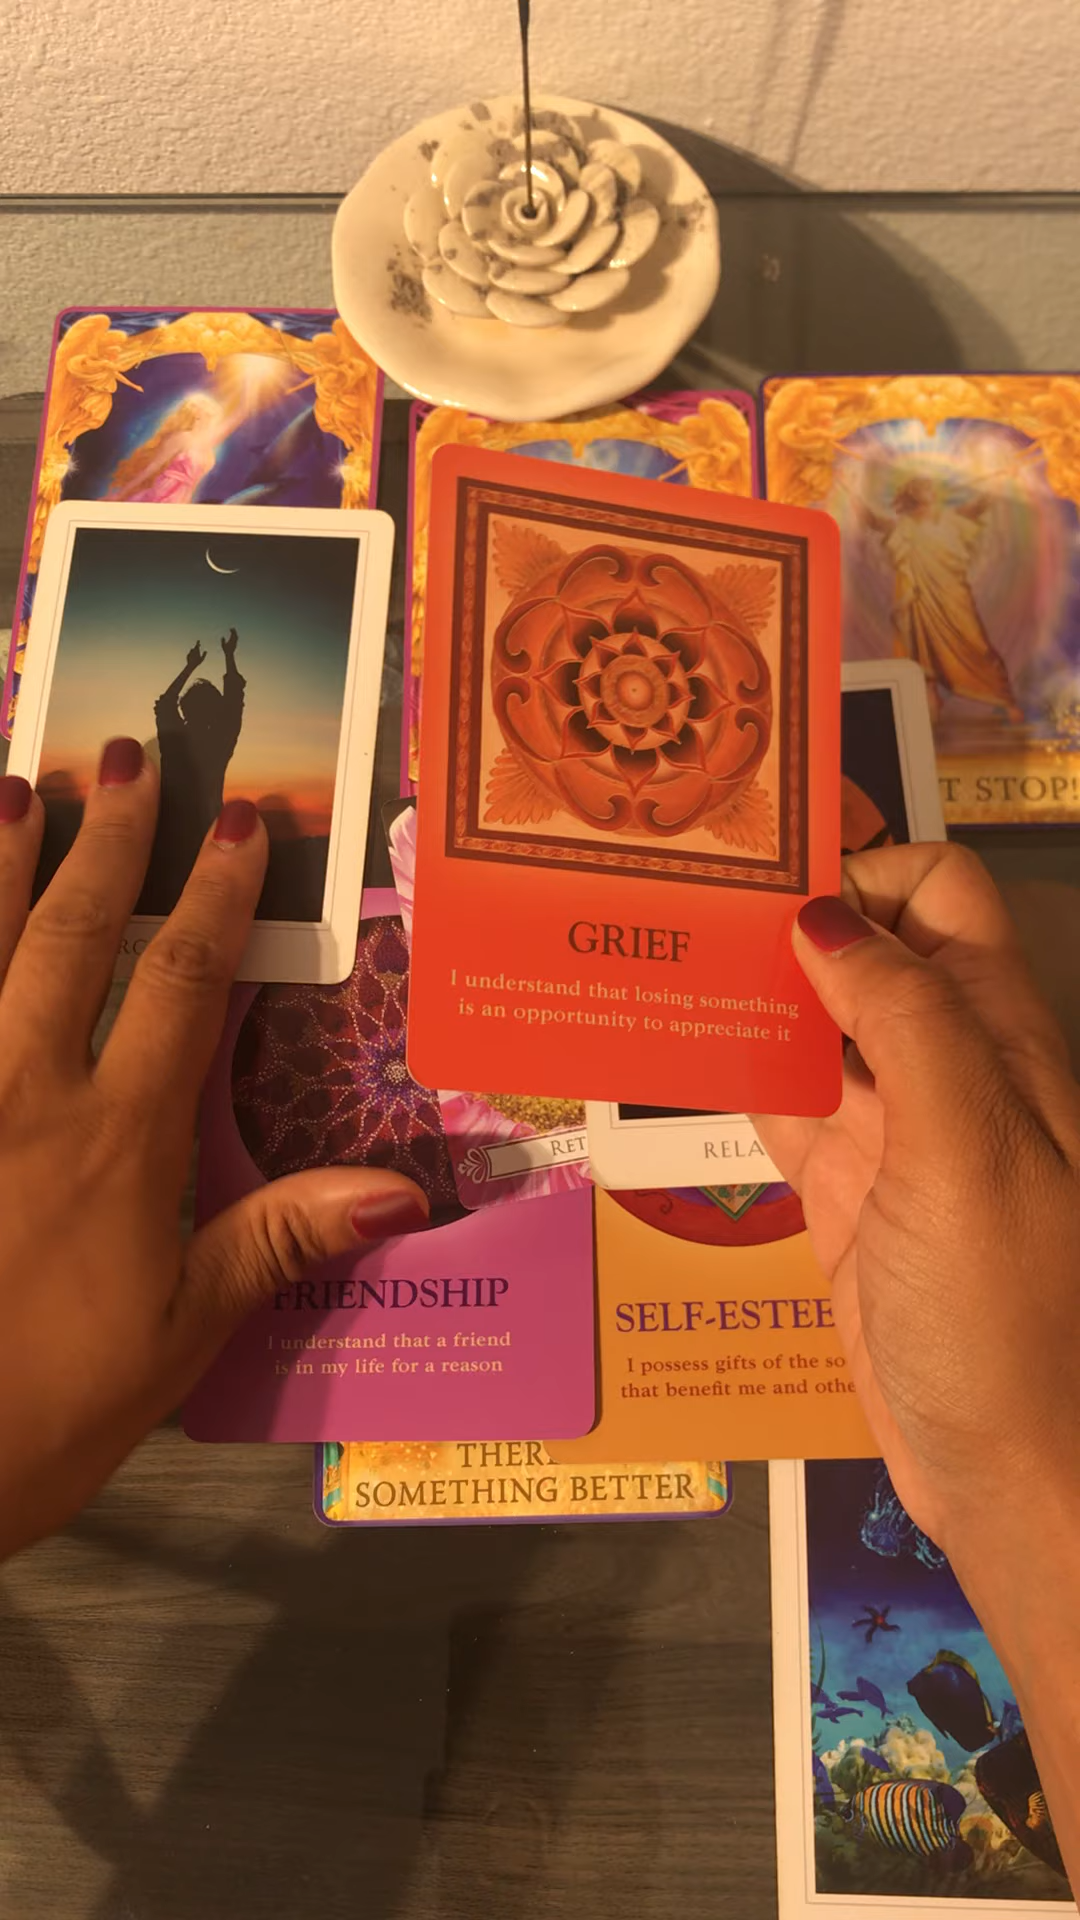 T STOP!
GRIEF
I understand that losing something
is an opportunity to appreciate it
RET
RELA
FRIENDSHIP
I understand that a friend
is in my life for a reason
SELF-ESTEE
I possess gifts of the so
that benefit me and othe
THER
SOMETHING BETTER